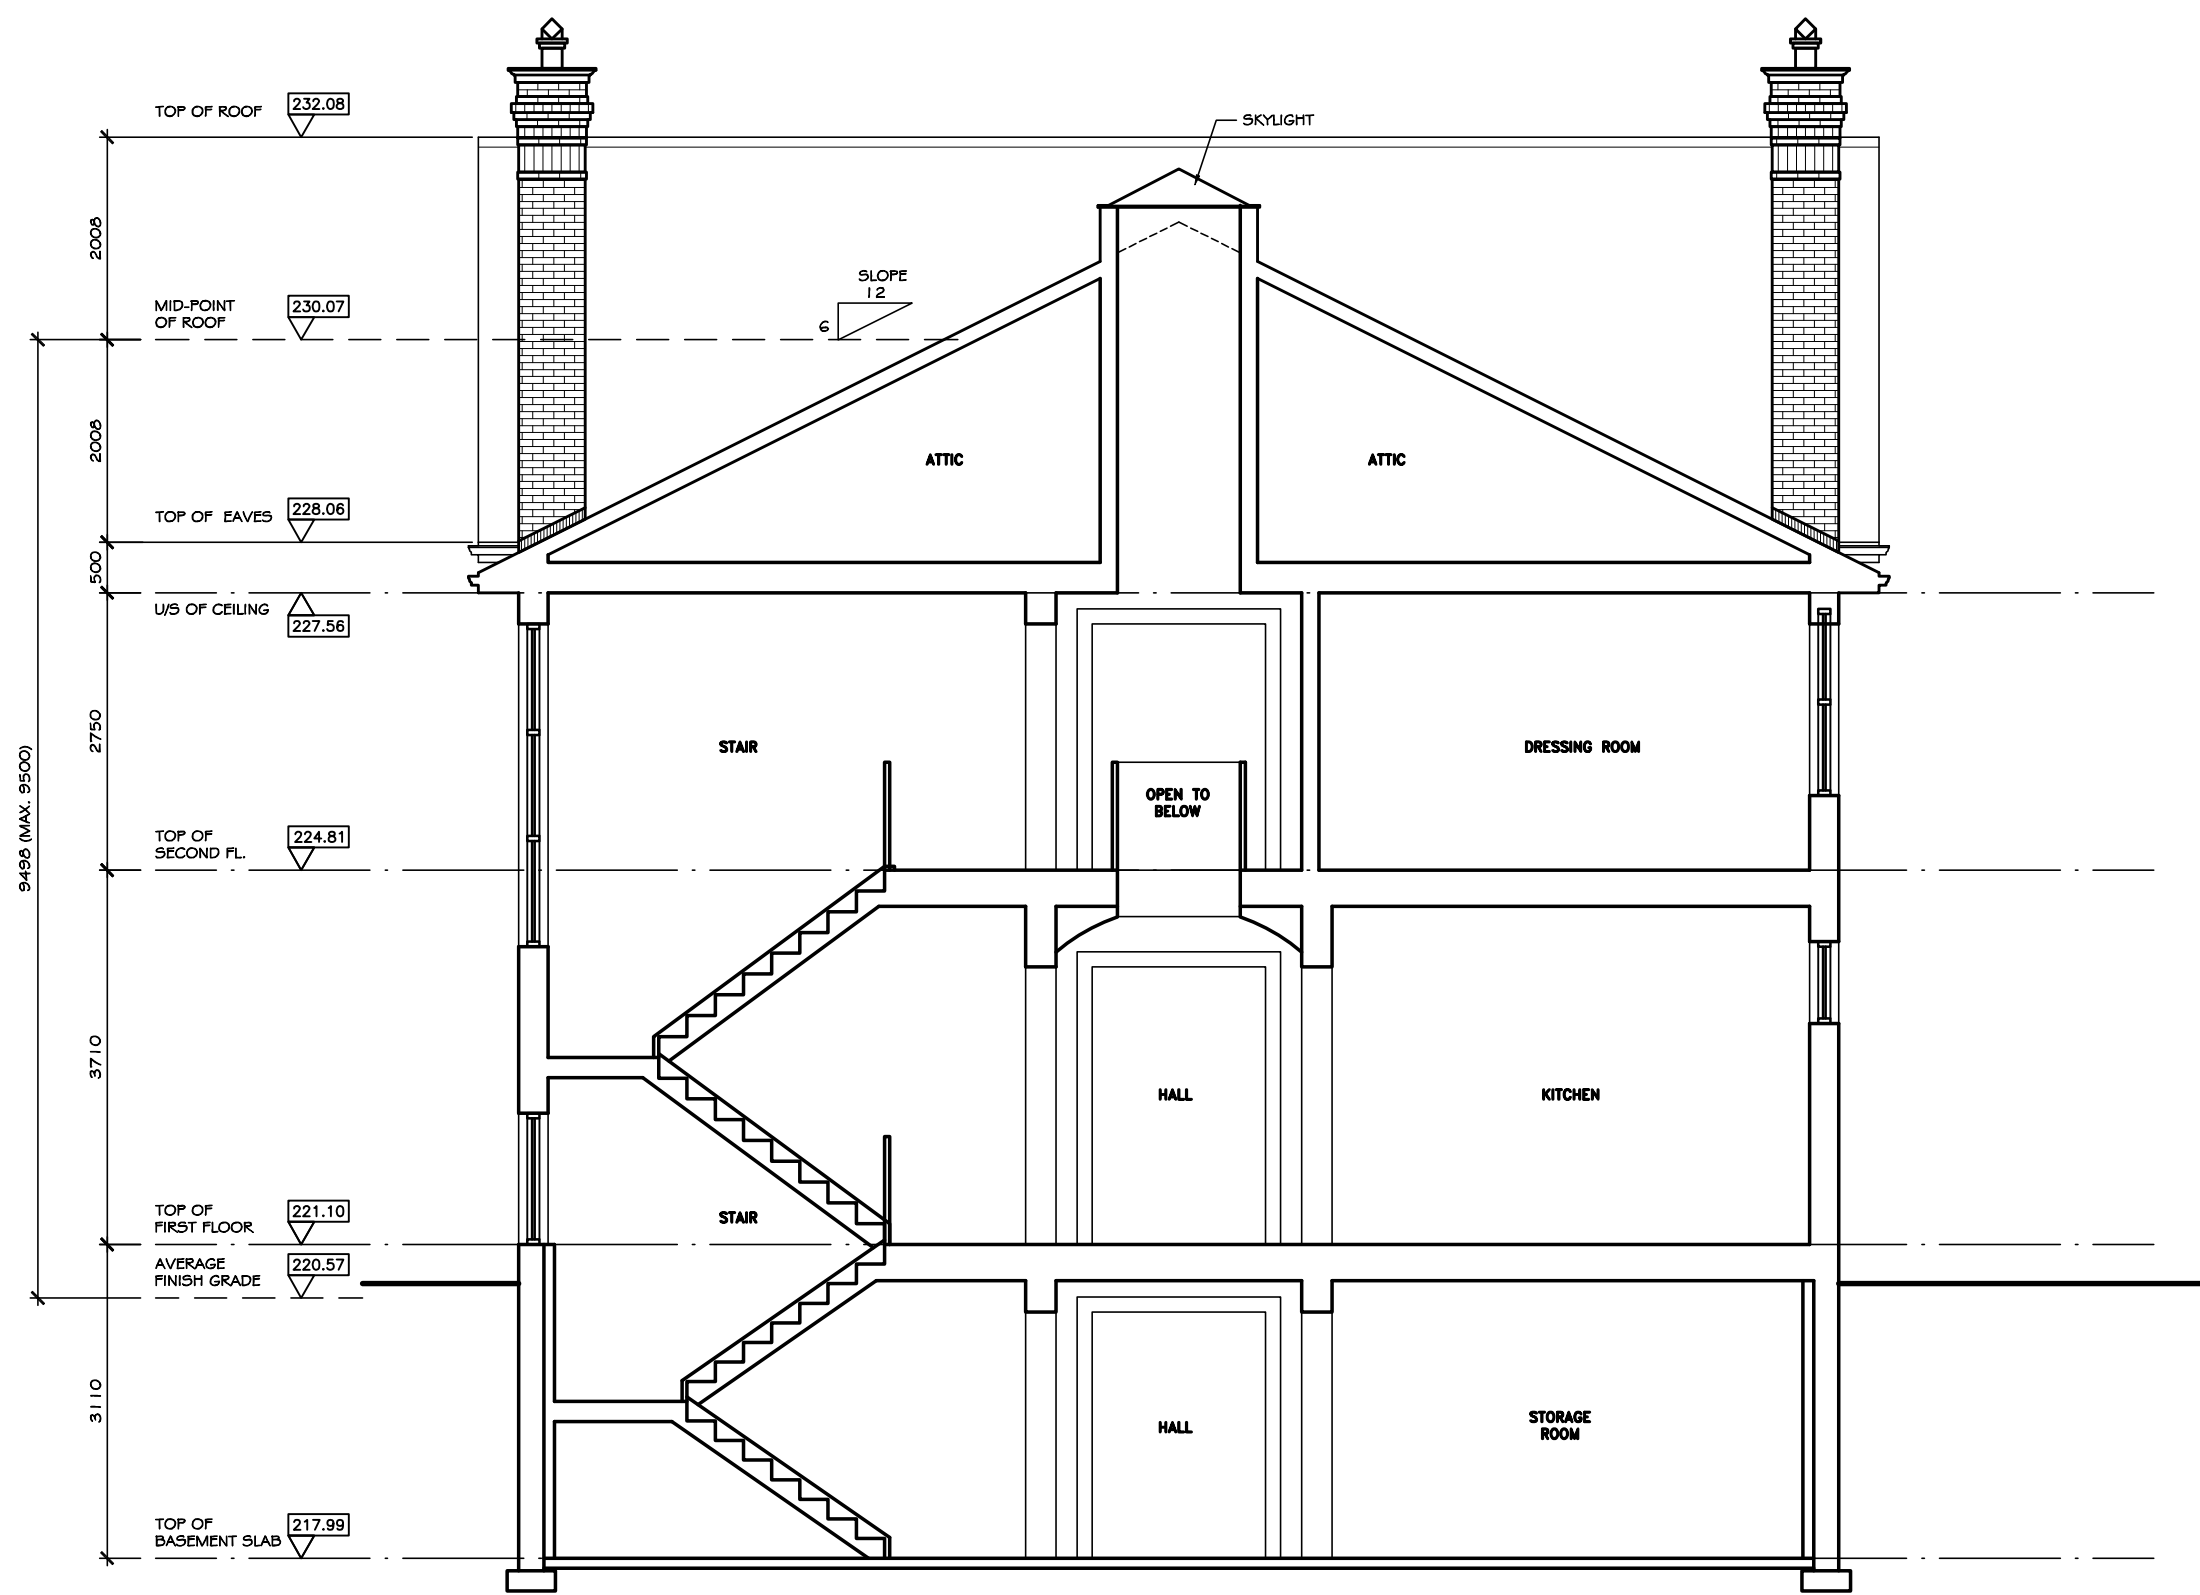 TOP OF ROOF 232.08
SKYLIGHT
2008
SLOPE
12
6
MID-POINT
OF ROOF
230.07
2008
ATTIC
ATTIC
TOP OF EAVES 228.06
500
U/S OF CEILING
227.56
2750
STAIR
DRESSING ROOM
OPEN TO
BELOW
9498 (MAX. 9500)
TOP OF
SECOND FL.
224.81
3710
HALL
KITCHEN
TOP OF
FIRST FLOOR
221.10
STAIR
AVERAGE
FINISH GRADE
220.57
3110
HALL
STORAGE
ROOM
TOP OF
BASEMENT SLAB
217.99